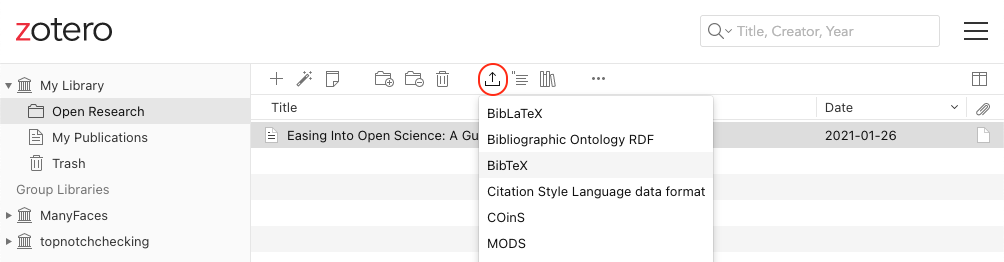 zotero
Title, Creator, Year
My Library
Open Research
My Publications
Trash
Group Libraries
ManyFaces
topnotchchecking
Title
Date
Easing Into Open Science: A Gu
2021-01-26
BibLaTeX
Bibliographic Ontology RDF
BibTeX
Citation Style Language data format
COinS
MODS